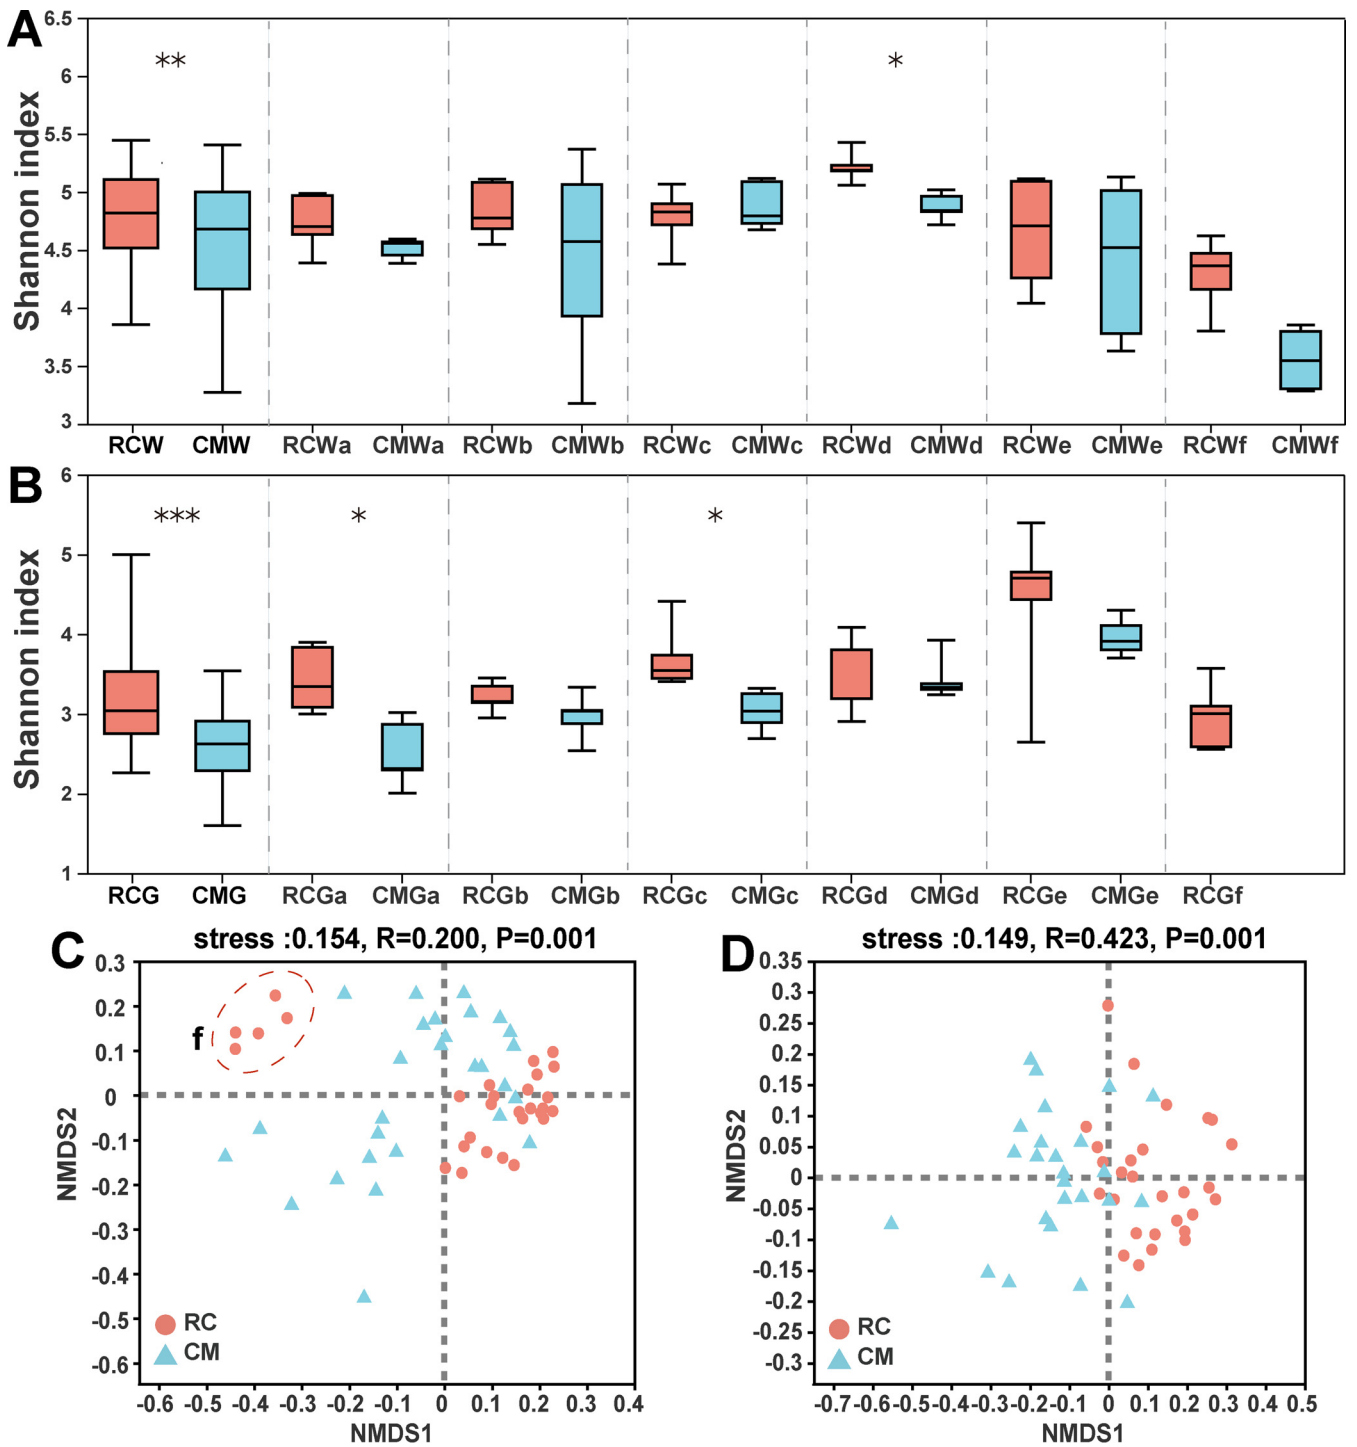 A
Shannon index
6.5
6
5.5
5
4.5
4
3.5
3
** *
RCW CMW RCWa CMWa RCWb CMWb RCWc CMWc RCWd CMWd RCWe CMWe RCWf CMWf
B
Shannon index
6
5
4
3
2
1
*** * *
RCG CMG RCGa CMGa RCGb CMGb RCGc CMGc RCGd CMGd RCGe CMGe RCGf
C
stress :0.154, R=0.200, P=0.001
NMDS2
0.3
0.2
0.1
0
-0.1
-0.2
-0.3
-0.4
-0.5
-0.6
f
RC
CM
-0.6 -0.5 -0.4 -0.3 -0.2 -0.1 0 0.1 0.2 0.3 0.4
NMDS1
D
stress :0.149, R=0.423, P=0.001
NMDS2
0.35
0.3
0.25
0.2
0.15
0.1
0.05
0
-0.05
-0.1
-0.15
-0.2
-0.25
-0.3
RC
CM
-0.7 -0.6 -0.5 -0.4 -0.3 -0.2 -0.1 0 0.1 0.2 0.3 0.4 0.5
NMDS1